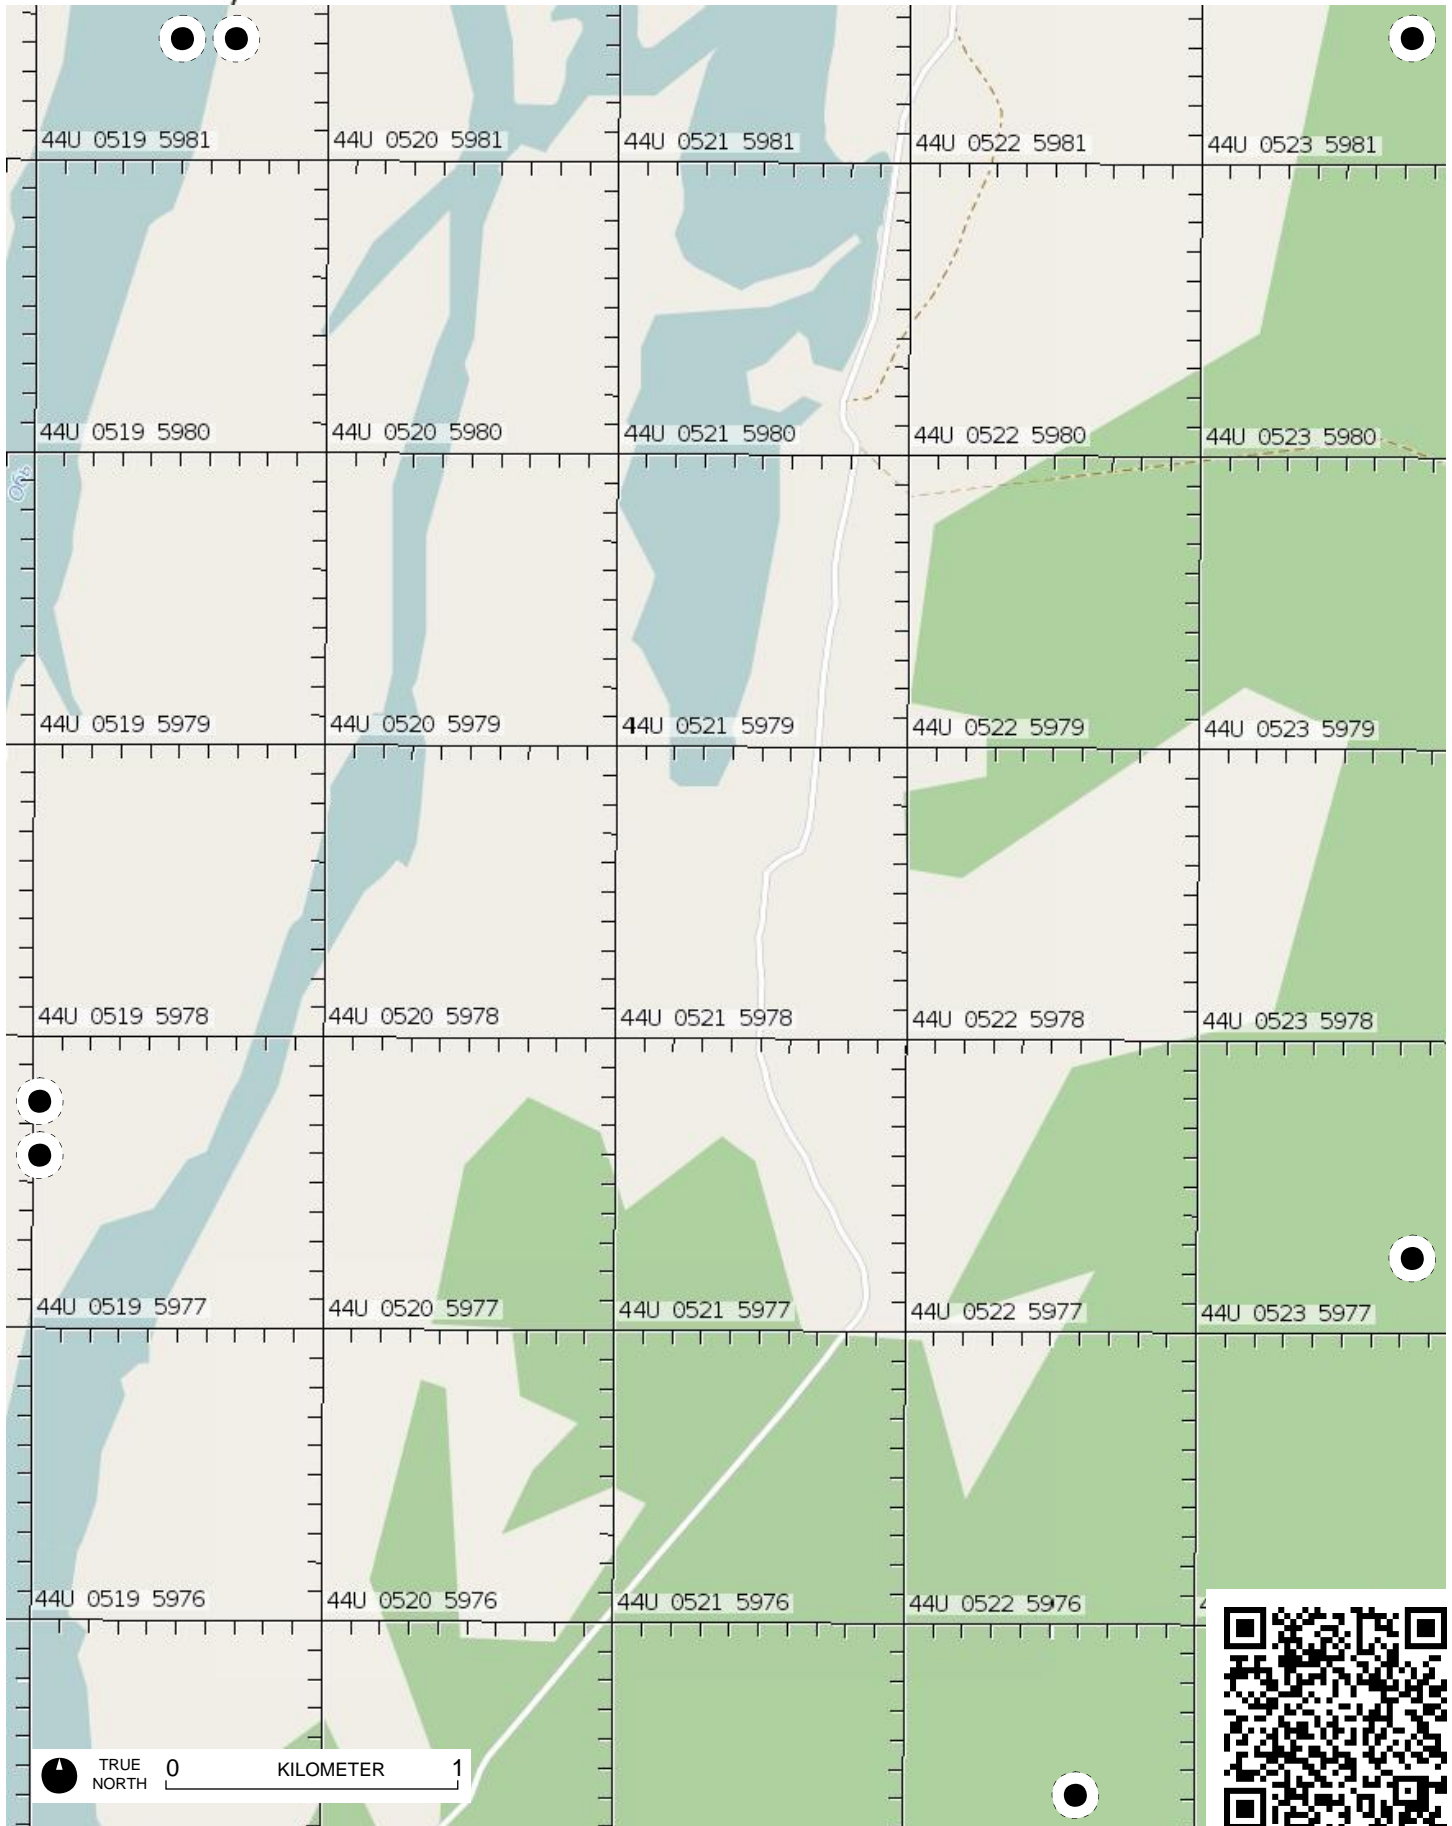 44U 0519 5981
44U 0520 5981
44U 0521 5981
44U 0522 5981
44U 0523 5981
44U 0519 5980
44U 0520 5980
44U 0521 5980
44U 0522 5980
44U 0523 5980
Обь
44U 0519 5979
44U 0520 5979
44U 0521 5979
44U 0522 5979
44U 0523 5979
44U 0519 5978
44U 0520 5978
44U 0521 5978
44U 0522 5978
44U 0523 5978
44U 0519 5977
44U 0520 5977
44U 0521 5977
44U 0522 5977
44U 0523 5977
44U 0519 5976
44U 0520 5976
44U 0521 5976
44U 0522 5976
TRUE NORTH
0 KILOMETER 1